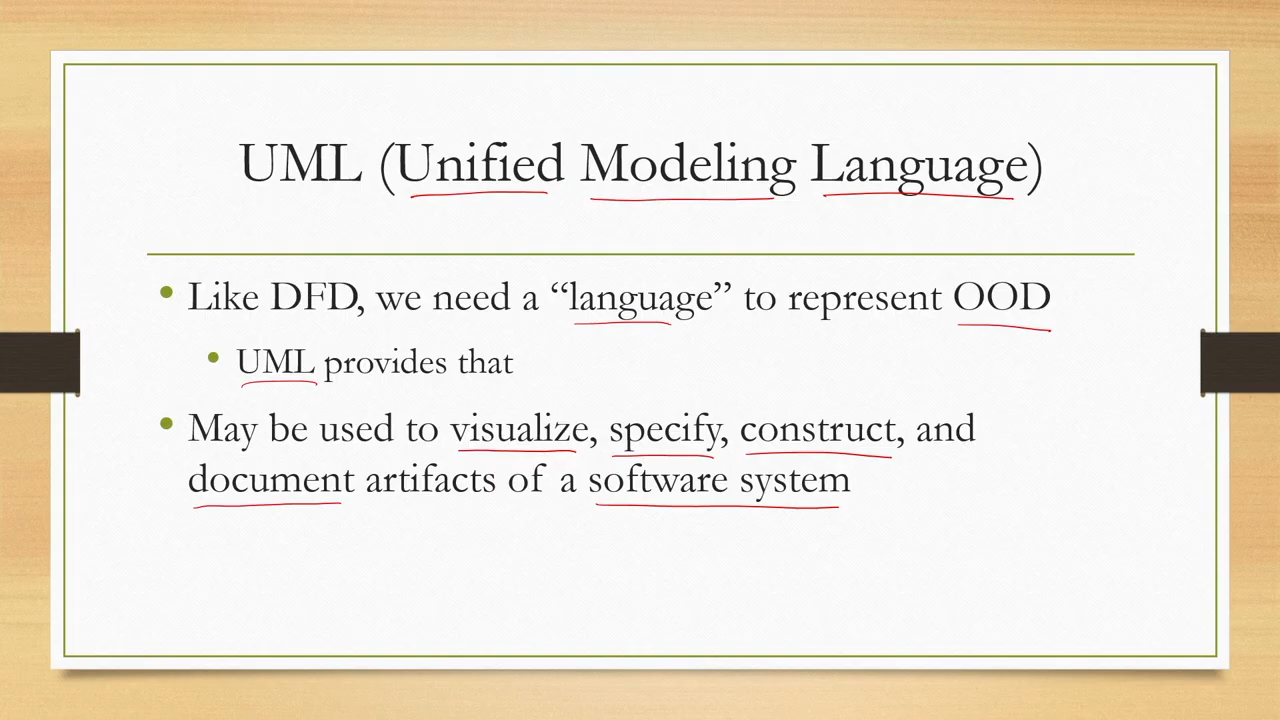 UML (Unified Modeling Language)
• Like DFD, we need a “language” to represent OOD
• UML provides that
• May be used to visualize, specify, construct, and
document artifacts of a software system